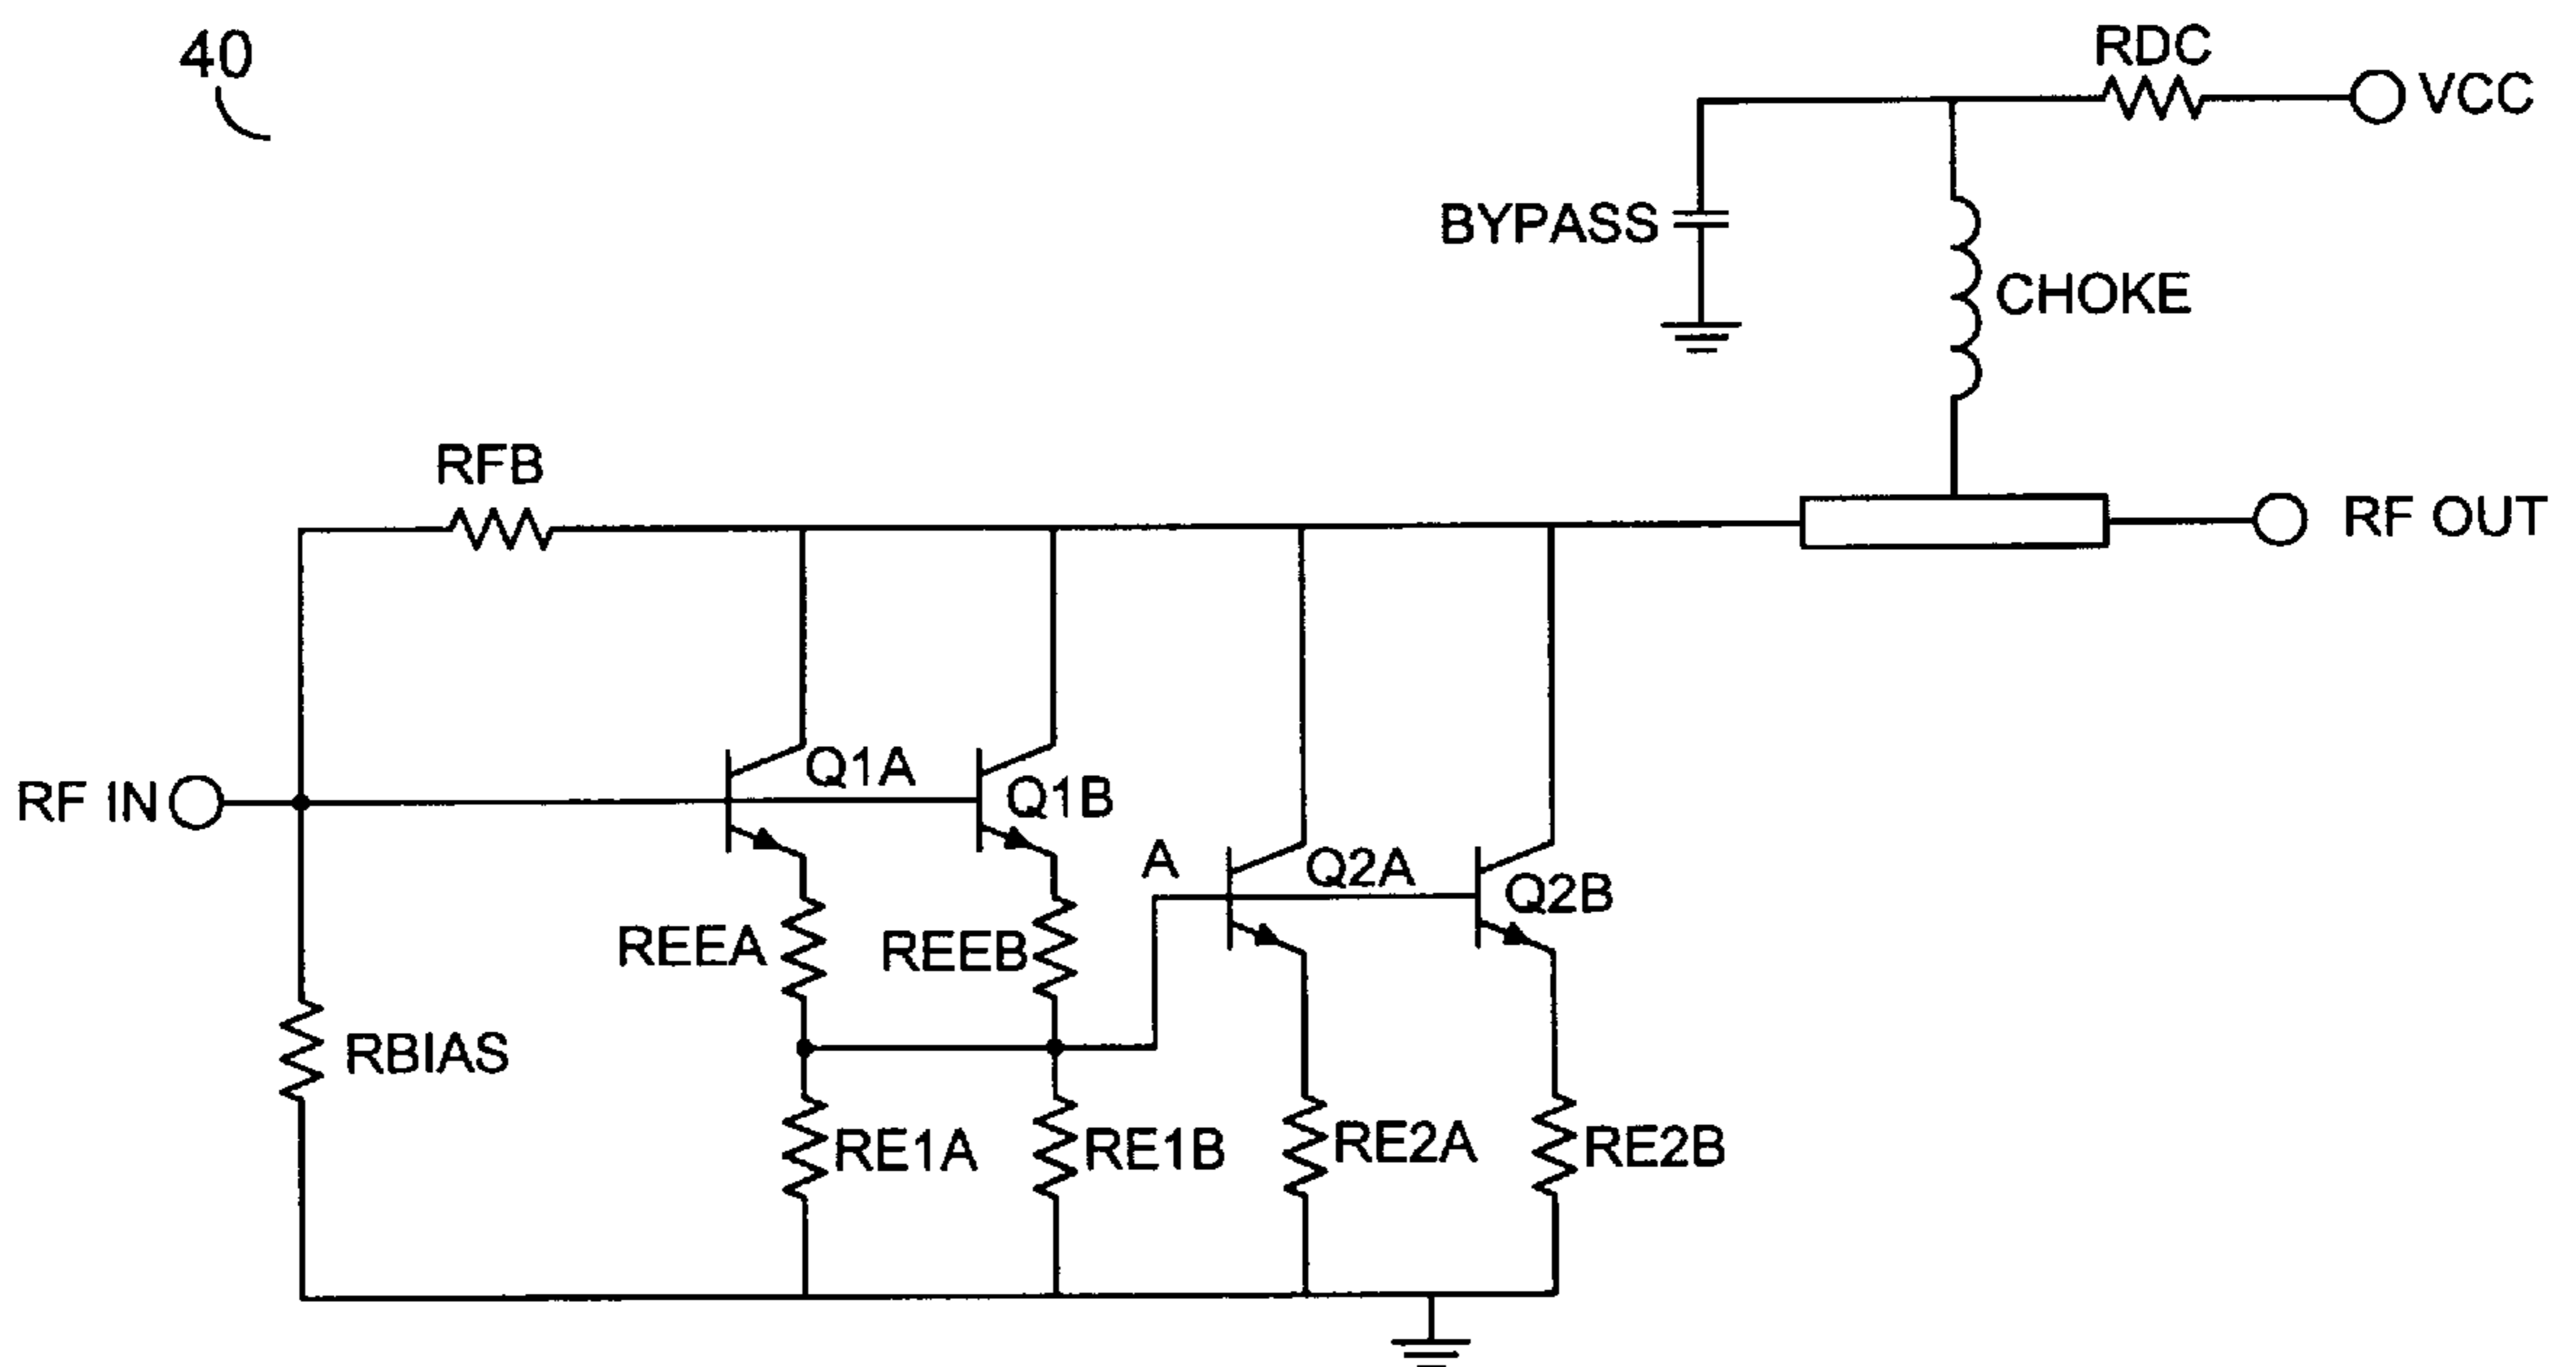 40
RDC
VCC
BYPASS
CHOKE
RFB
RF OUT
RF IN
Q1A
Q1B
A
Q2A
Q2B
REEA
REEB
RBIAS
RE1A
RE1B
RE2A
RE2B